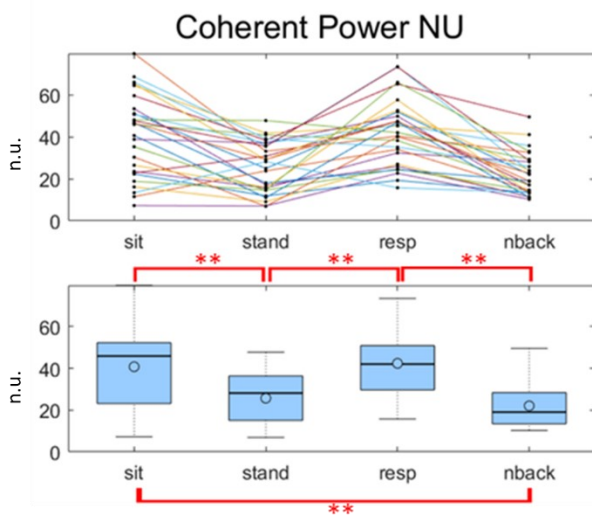 Coherent Power NU
60
40
20
0
n.u.
sit stand resp nback
** ** **
60
40
20
0
n.u.
sit stand resp nback
**